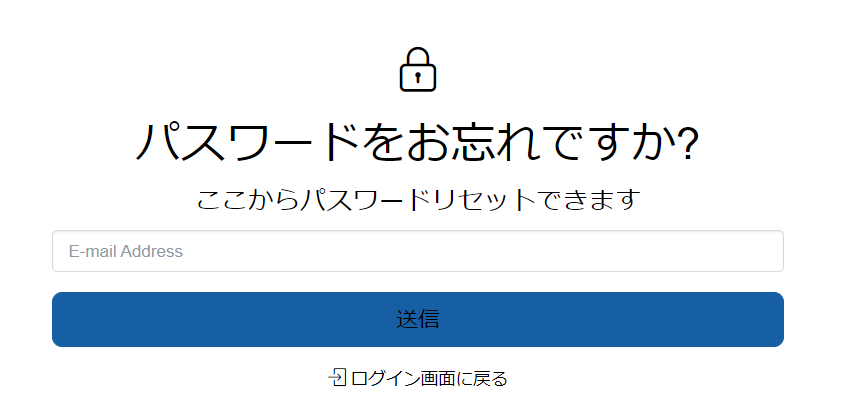 パスワードをお忘れですか?
ここからパスワードリセットできます
E-mail Address
送信
ログイン画面に戻る